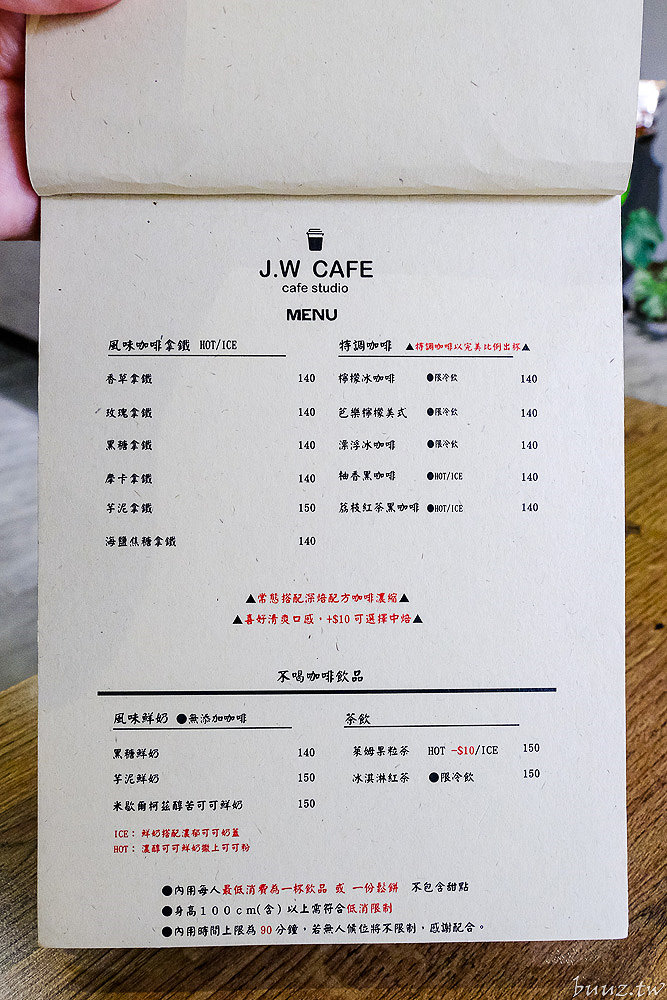 J.W CAFE
cafe studio
MENU
風味咖啡拿鐵 HOT/ICE
香草拿鐵 140
玫瑰拿鐵 140
黑糖拿鐵 140
摩卡拿鐵 140
芋泥拿鐵 150
海鹽焦糖拿鐵 140
特調咖啡 ▲特調咖啡以完美比例出杯▲
檸檬冰咖啡 ●限冷飲 140
芭樂檸檬美式 ●限冷飲 140
漂浮冰咖啡 ●限冷飲 140
柚香黑咖啡 ●HOT/ICE 140
荔枝紅茶黑咖啡 ●HOT/ICE 140
▲常態搭配深焙配方咖啡濃縮▲
▲喜好清爽口感，+$10可選擇中焙▲
不喝咖啡飲品
風味鮮奶 ●無添加咖啡
黑糖鮮奶 140
芋泥鮮奶 150
米歇爾柯茲醇苦可可鮮奶 150
ICE：鮮奶搭配濃郁可可奶蓋
HOT：濃醇可可鮮奶撒上可可粉
茶飲
萊姆果粒茶 HOT -$10/ICE 150
冰淇淋紅茶 ●限冷飲 150
●內用每人最低消費為一杯飲品 或 一份鬆餅 不包含甜點
●身高１００ｃｍ(含)以上需符合低消限制
●內用時間上限為90分鐘，若無人候位將不限制，感謝配合。
buuz.tw